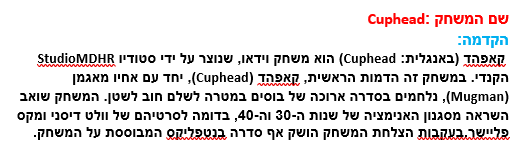 שם המשחק: Cuphead
הקדמה:
קאפהד (באנגלית: Cuphead) הוא משחק וידאו, שנוצר על ידי סטודיו StudioMDHR
הקנדי. במשחק זה הדמות הראשית, קאפהד (Cuphead), יחד עם אחיו מאגמן
(Mugman), נלחמים בסדרה ארוכה של בוסים במטרה לשלם חוב לשטן. המשחק שואב
השראה מסגנון האנימציה של שנות ה-30 וה-40, בדומה לסרטיהם של וולט דיסני ומקס
פליישר.בעקבות הצלחת המשחק הושק אף סדרה בנטפליקס המבוססת על המשחק.